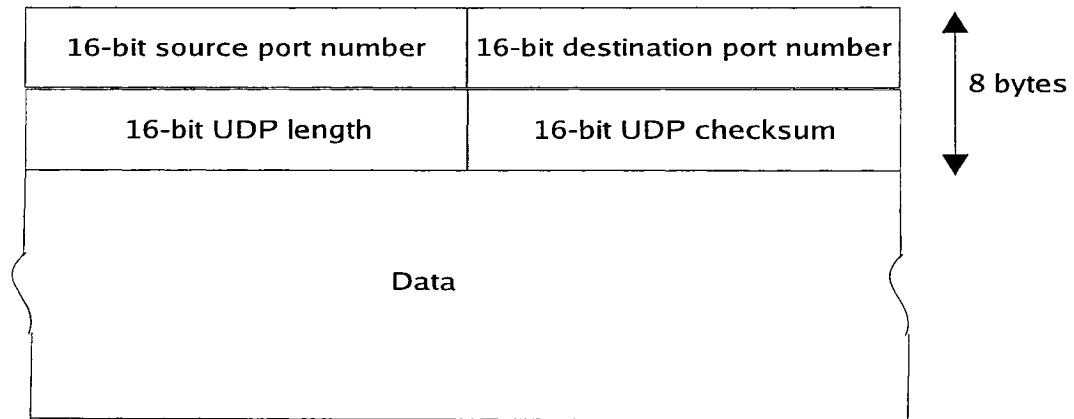 16-bit source port number
16-bit destination port number
8 bytes
16-bit UDP length
16-bit UDP checksum
Data